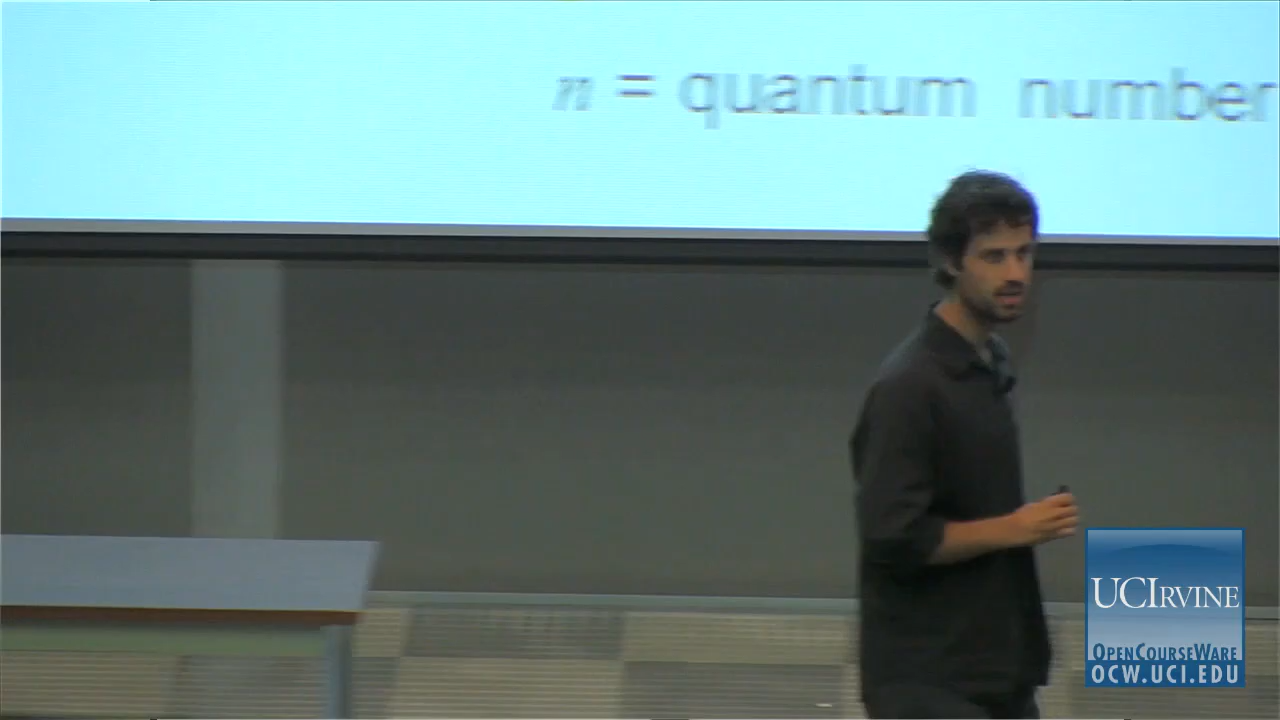 n = quantum number
UCIRVINE
OPENCOURSEWARE
OCW.UCI.EDU